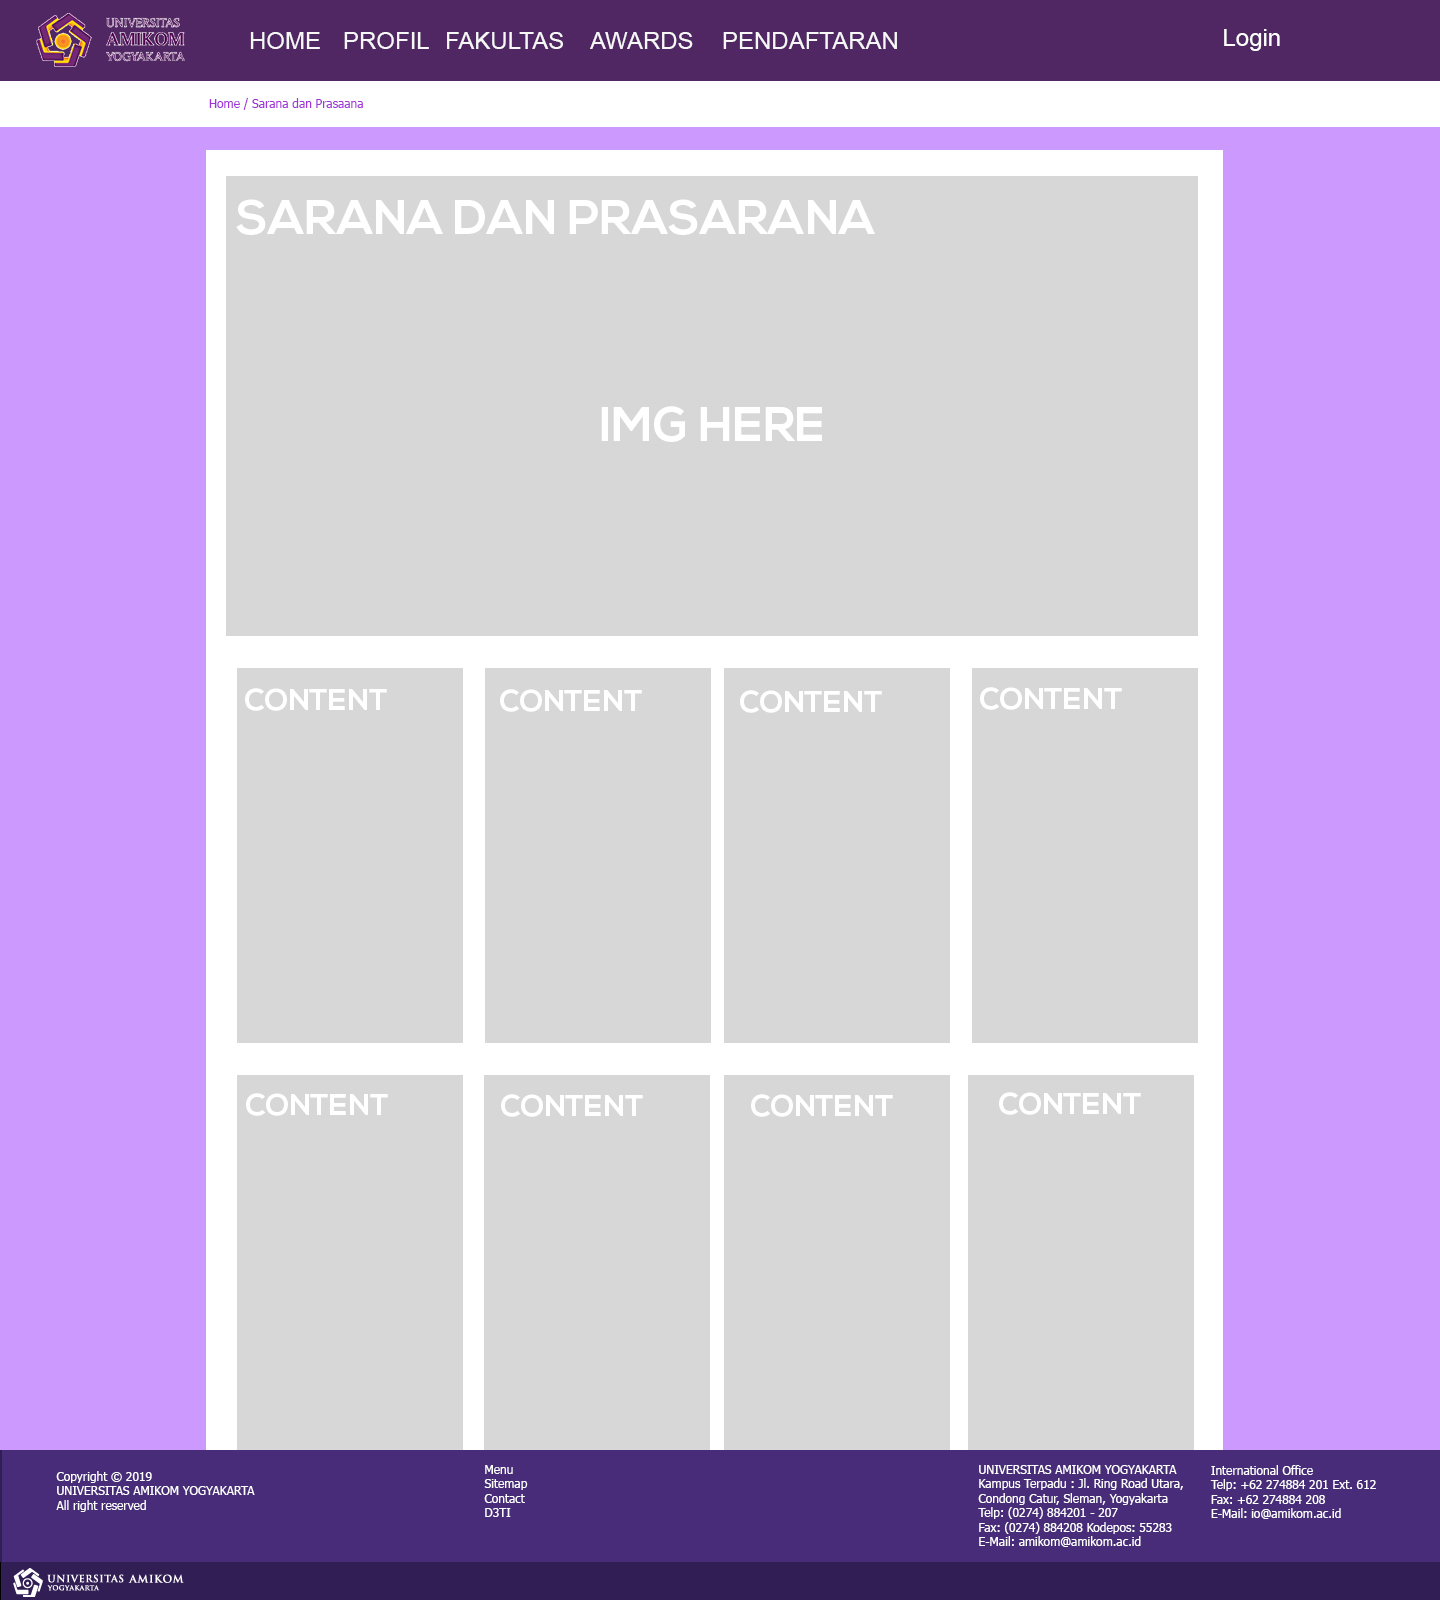 UNIVERSITAS
AMIKOM
YOGYAKARTA
HOME PROFIL FAKULTAS AWARDS PENDAFTARAN
Login
Home / Sarana dan Prasaana
SARANA DAN PRASARANA
IMG HERE
CONTENT CONTENT CONTENT CONTENT
CONTENT CONTENT CONTENT CONTENT
Copyright © 2019
UNIVERSITAS AMIKOM YOGYAKARTA
All right reserved
Menu
Sitemap
Contact
D3TI
UNIVERSITAS AMIKOM YOGYAKARTA
Kampus Terpadu : Jl. Ring Road Utara,
Condong Catur, Sleman, Yogyakarta
Telp: (0274) 884201 - 207
Fax: (0274) 884208 Kodepos: 55283
E-Mail: amikom@amikom.ac.id
International Office
Telp: +62 274884 201 Ext. 612
Fax: +62 274884 208
E-Mail: io@amikom.ac.id
UNIVERSITAS AMIKOM
YOGYAKARTA